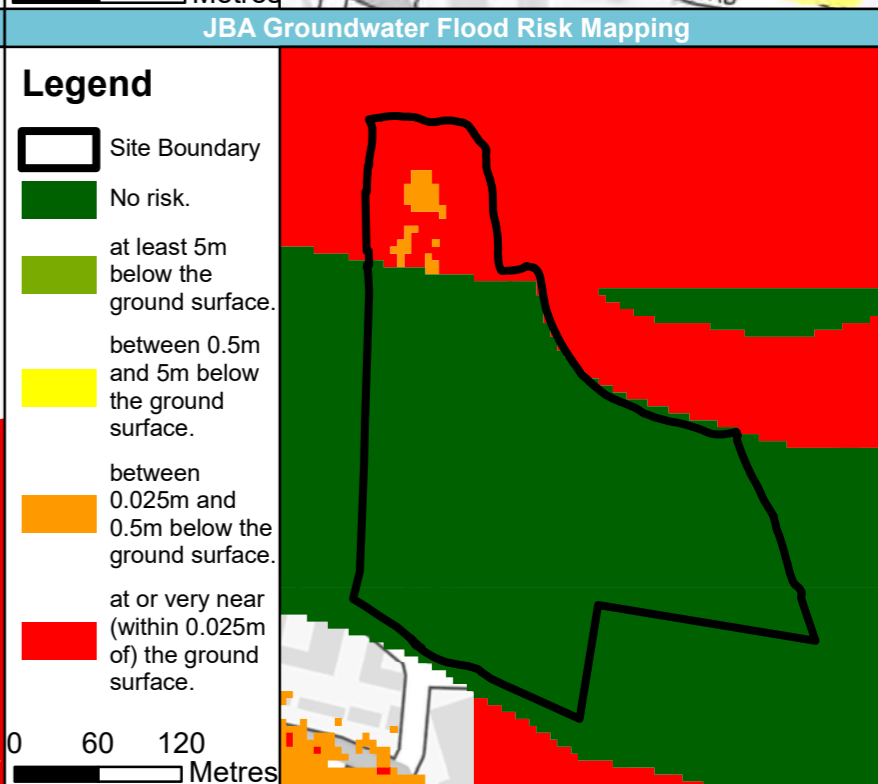 Metres
JBA Groundwater Flood Risk Mapping
Legend
Site Boundary
No risk.
at least 5m
below the
ground surface.
between 0.5m
and 5m below
the ground
surface.
between
0.025m and
0.5m below the
ground surface.
at or very near
(within 0.025m
of) the ground
surface.
0 60 120
Metres